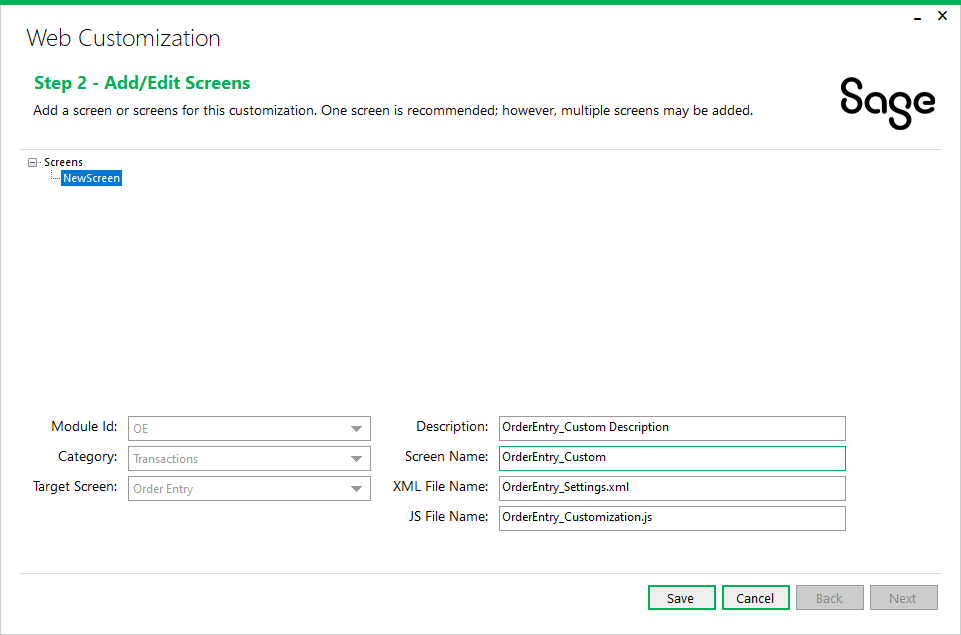 Web Customization
Step 2 - Add/Edit Screens
Add a screen or screens for this customization. One screen is recommended; however, multiple screens may be added.
Sage
Screens
NewScreen
Module Id: OE
Description: OrderEntry_Custom Description
Category: Transactions
Screen Name: OrderEntry_Custom
Target Screen: Order Entry
XML File Name: OrderEntry_Settings.xml
JS File Name: OrderEntry_Customization.js
Save Cancel Back Next